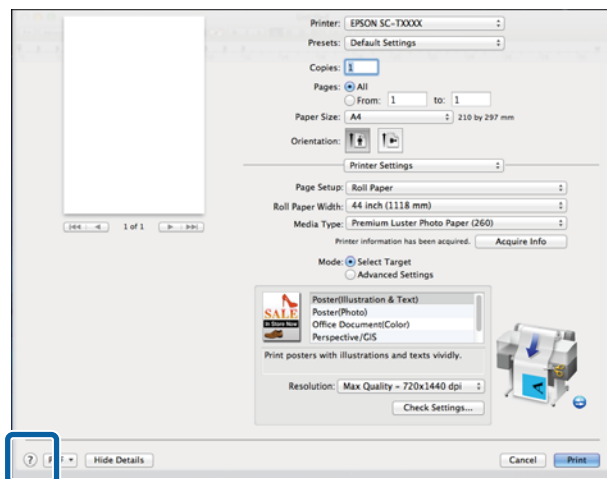 Printer: EPSON SC-TXXXX
Presets: Default Settings
Copies: 1
Pages: All
From: 1 to: 1
Paper Size: A4 210 by 297 mm
Orientation:
Printer Settings
Page Setup: Roll Paper
Roll Paper Width: 44 inch (1118 mm)
Media Type: Premium Luster Photo Paper (260)
1 of 1
Printer information has been acquired. Acquire Info
Mode: Select Target
Advanced Settings
SALE
In Store Now
Poster(Illustration & Text)
Poster(Photo)
Office Document(Color)
Perspective/GIS
Print posters with illustrations and texts vividly.
Resolution: Max Quality - 720x1440 dpi
Check Settings...
? Hide Details Cancel Print